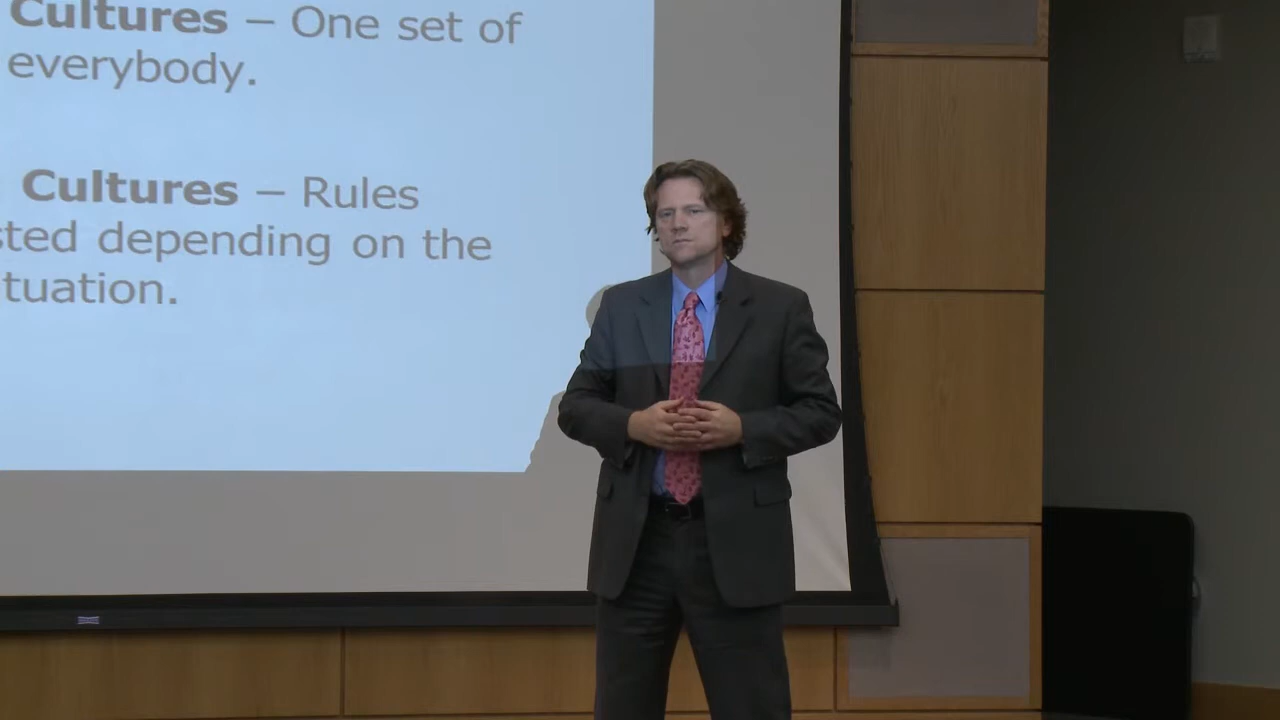 Cultures – One set of
everybody.
Cultures – Rules
sted depending on the
tuation.